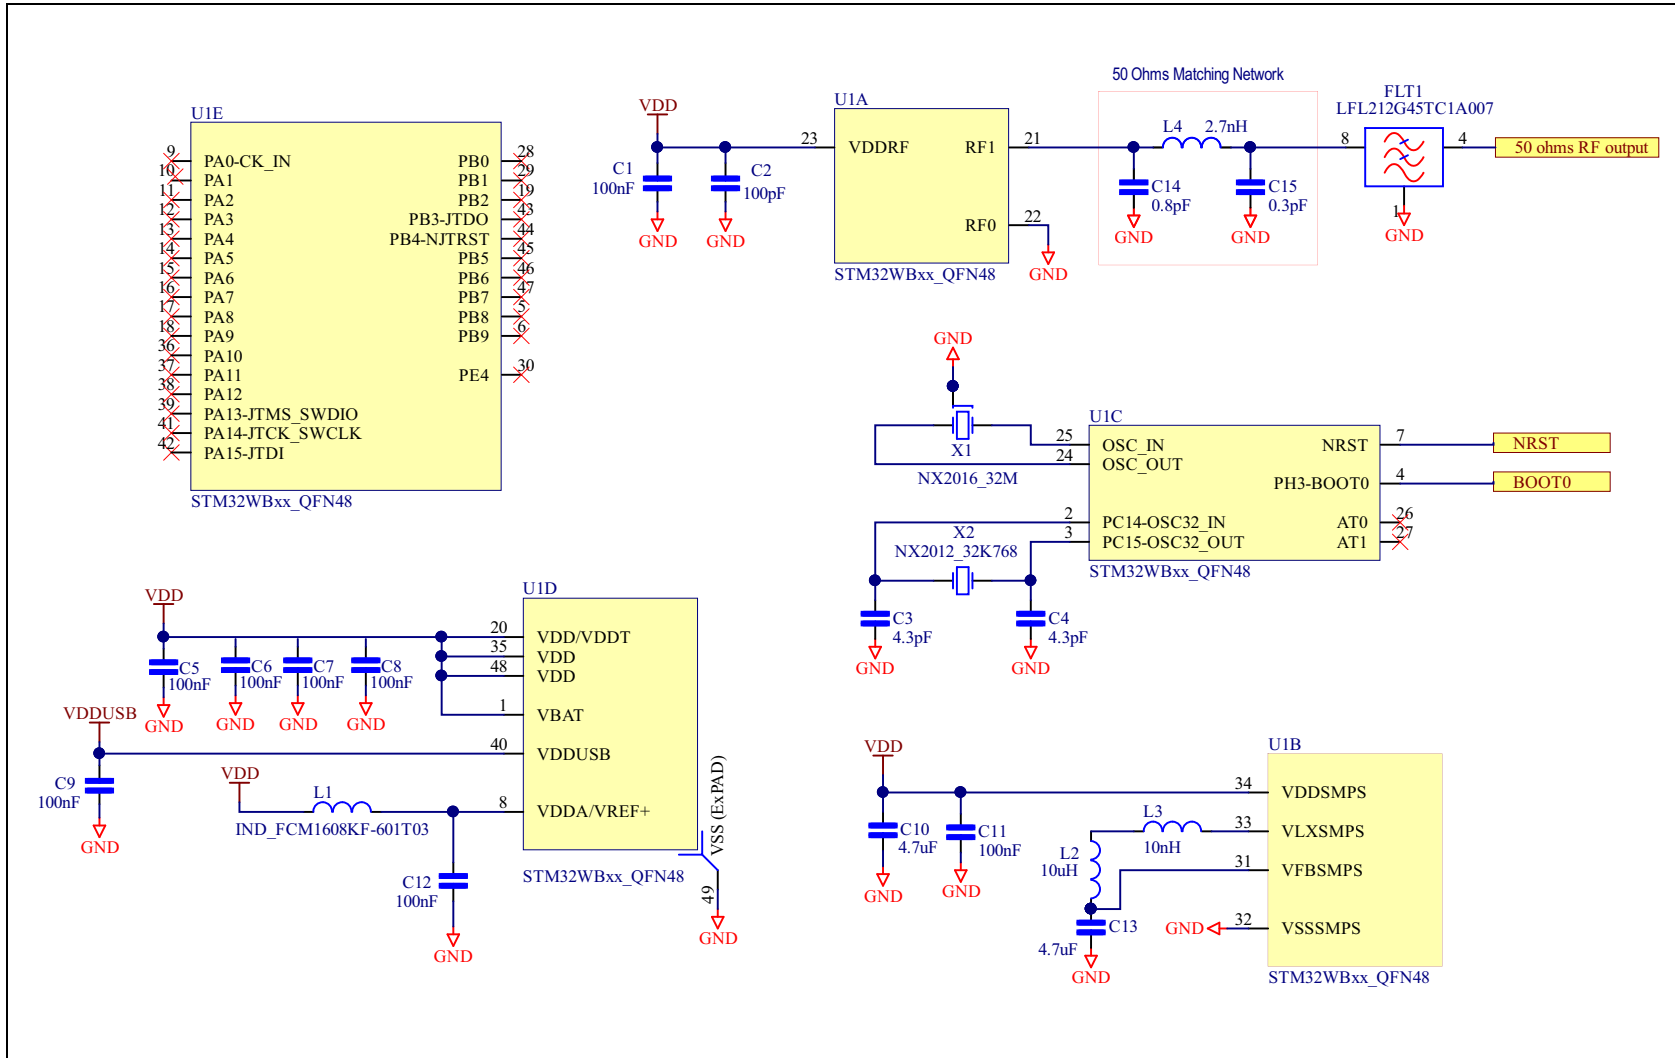 U1E
9 PA0-CK_IN PB0 28
10 PA1 PB1 29
11 PA2 PB2 19
12 PA3 PB3-JTDO 43
13 PA4 PB4-NJTRST 44
14 PA5 PB5 45
15 PA6 PB6 46
16 PA7 PB7 47
17 PA8 PB8 5
18 PA9 PB9 6
36 PA10
37 PA11 PE4 30
38 PA12
39 PA13-JTMS_SWDIO
41 PA14-JTCK_SWCLK
42 PA15-JTDI
STM32WBxx_QFN48
VDD
C1
100nF
GND
C2
100pF
GND
U1A
23 VDDRF RF1 21
RF0 22
GND
STM32WBxx_QFN48
50 Ohms Matching Network
L4 2.7nH
C14
0.8pF
GND
C15
0.3pF
GND
FLT1
LFL212G45TC1A007
8 4
1
GND
50 ohms RF output
GND
X1
NX2016_32M
U1C
25 OSC_IN NRST 7 NRST
24 OSC_OUT
PH3-BOOT0 4 BOOT0
2 PC14-OSC32_IN AT0 26
3 PC15-OSC32_OUT AT1 27
STM32WBxx_QFN48
X2
NX2012_32K768
C3
4.3pF
GND
C4
4.3pF
GND
U1D
VDD
20 VDD/VDDT
35 VDD
48 VDD
1 VBAT
40 VDDUSB
8 VDDA/VREF+
VSS (ExPAD)
49
GND
STM32WBxx_QFN48
C5
100nF
GND
C6
100nF
GND
C7
100nF
GND
C8
100nF
GND
VDDUSB
C9
100nF
GND
VDD
L1
IND_FCM1608KF-601T03
C12
100nF
GND
VDD
C10
4.7uF
GND
C11
100nF
GND
U1B
34 VDDSMPS
33 VLXSMPS
31 VFBSMPS
32 VSSSMPS
GND
STM32WBxx_QFN48
L3
10nH
L2
10uH
C13
4.7uF
GND